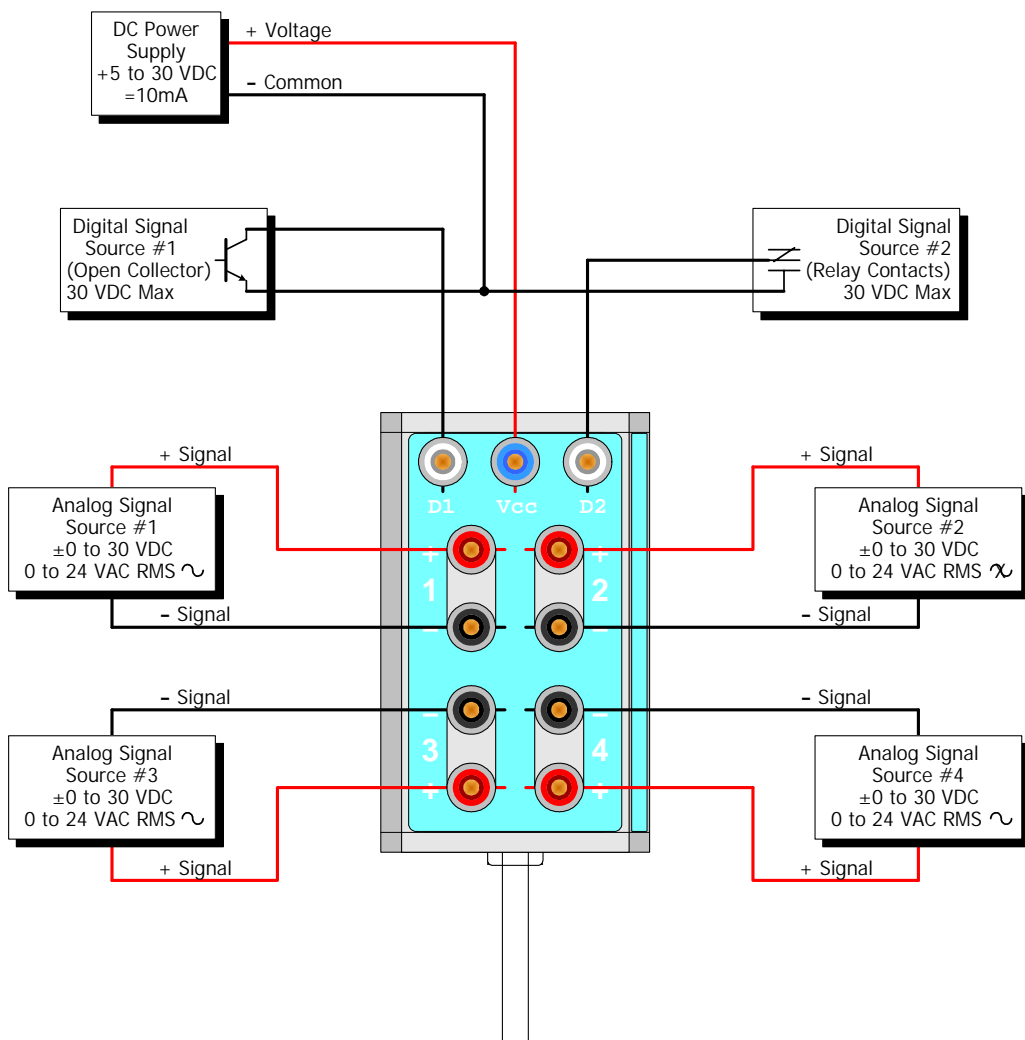 DC Power
Supply
+5 to 30 VDC
=10mA
+ Voltage
- Common
Digital Signal
Source #1
(Open Collector)
30 VDC Max
Digital Signal
Source #2
(Relay Contacts)
30 VDC Max
D1
Vcc
D2
+ Signal
Analog Signal
Source #1
±0 to 30 VDC
0 to 24 VAC RMS
- Signal
+
1
-
+
2
-
+ Signal
Analog Signal
Source #2
±0 to 30 VDC
0 to 24 VAC RMS
- Signal
- Signal
Analog Signal
Source #3
±0 to 30 VDC
0 to 24 VAC RMS
+ Signal
-
3
+
-
4
+
- Signal
Analog Signal
Source #4
±0 to 30 VDC
0 to 24 VAC RMS
+ Signal